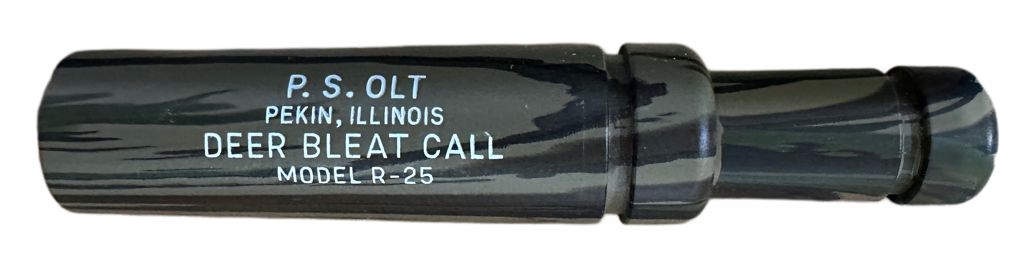 P. S. OLT
PEKIN, ILLINOIS
DEER BLEAT CALL
MODEL R-25